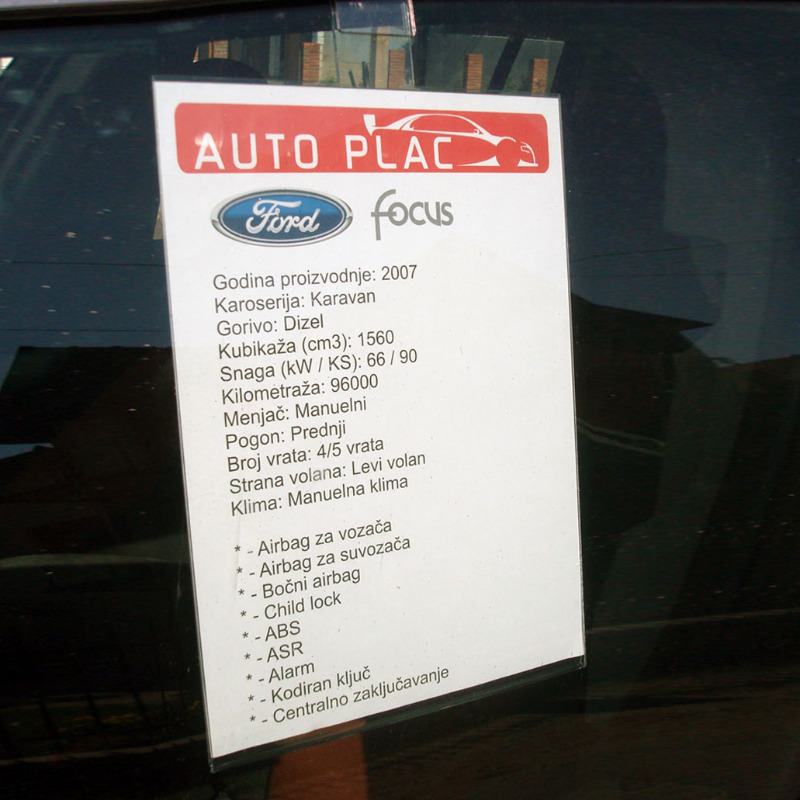 AUTO PLAC
Ford focus
Godina proizvodnje: 2007
Karoserija: Karavan
Gorivo: Dizel
Kubikaža (cm3): 1560
Snaga (kW / KS): 66 / 90
Kilometraža: 96000
Menjač: Manuelni
Pogon: Prednji
Broj vrata: 4/5 vrata
Strana volana: Levi volan
Klima: Manuelna klima
* - Airbag za vozača
* - Airbag za suvozača
* - Bočni airbag
* - Child lock
* - ABS
* - ASR
* - Alarm
* - Kodiran ključ
* - Centralno zaključavanje